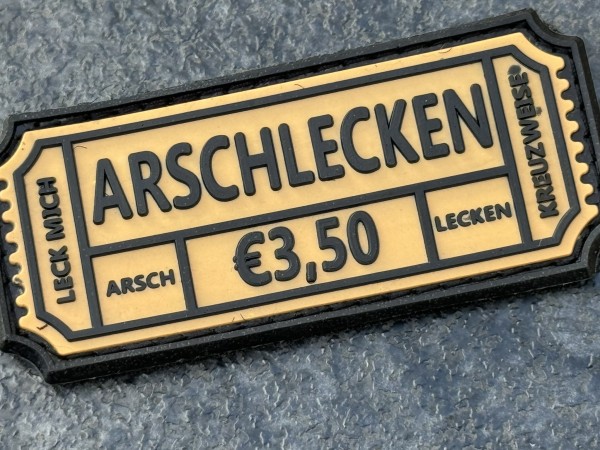 LECK MICH
ARSCHLECKEN
ARSCH
€3,50
LECKEN
KREUZWEISE